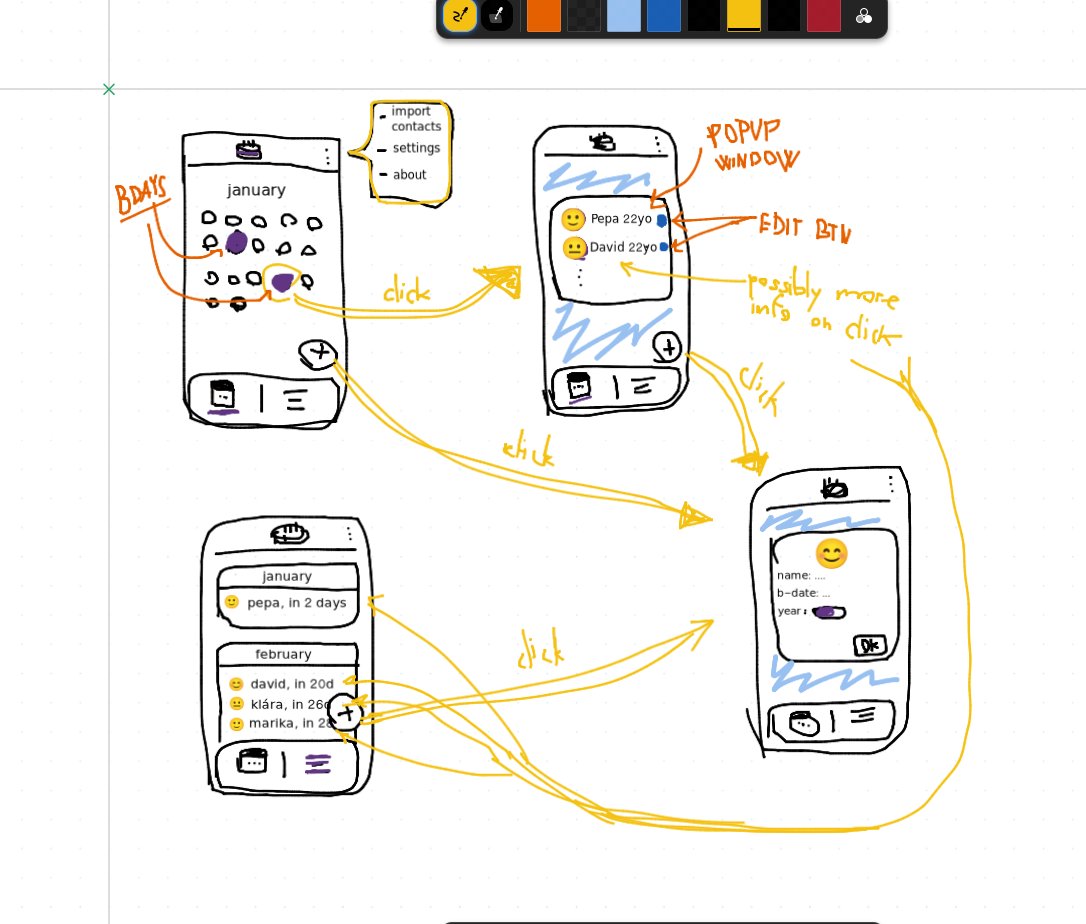 import
contacts
settings
about
january
BDAYS
click
POPUP
WINDOW
Pepa 22yo
David 22yo
EDIT BTN
possibly more
info on click
click
click
january
pepa, in 2 days
february
david, in 20d
klára, in 26d
marika, in 28
click
name: ....
b-date: ...
year:
OK